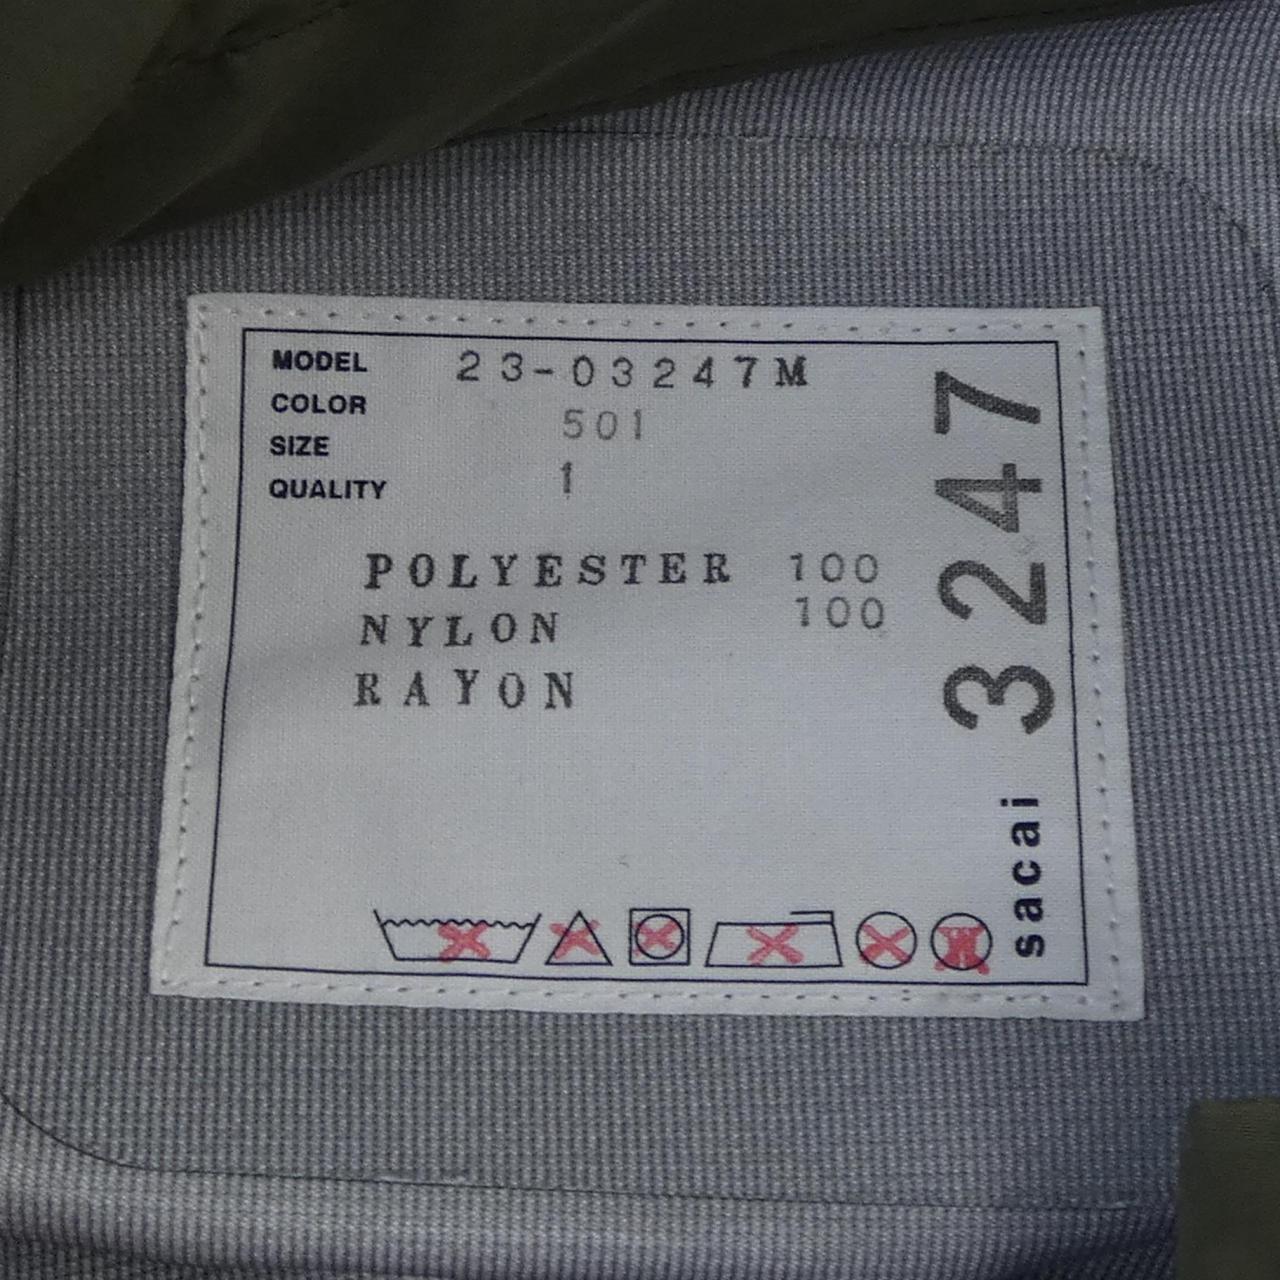 MODEL 23-03247M
COLOR 501
SIZE 1
QUALITY
POLYESTER 100
NYLON 100
RAYON
sacai 3247